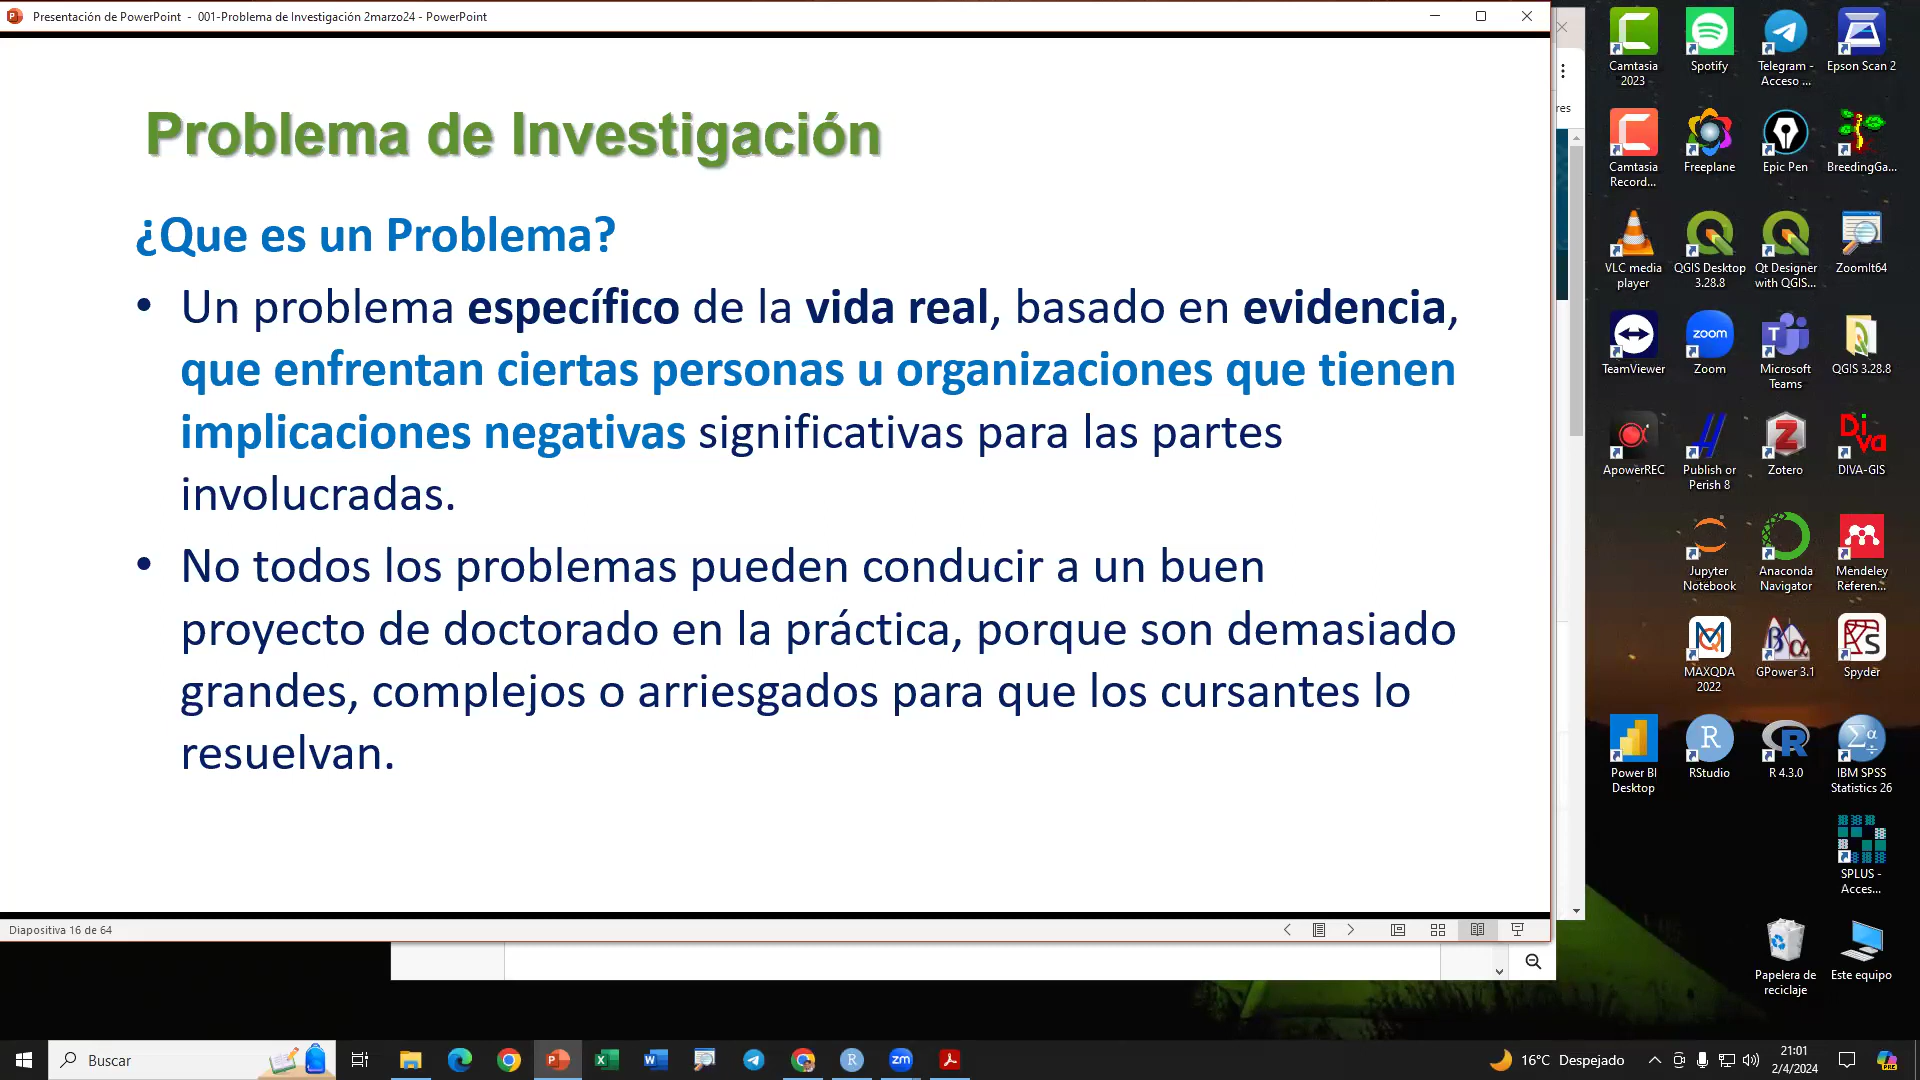 Presentación de PowerPoint - 001-Problema de Investigación 2marzo24 - PowerPoint
Problema de Investigación
¿Que es un Problema?
• Un problema específico de la vida real, basado en evidencia,
que enfrentan ciertas personas u organizaciones que tienen
implicaciones negativas significativas para las partes
involucradas.
• No todos los problemas pueden conducir a un buen
proyecto de doctorado en la práctica, porque son demasiado
grandes, complejos o arriesgados para que los cursantes lo
resuelvan.
Diapositiva 16 de 64
res
Camtasia
2023
Spotify
Telegram -
Acceso ...
Epson Scan 2
Camtasia
Record...
Freeplane
Epic Pen
BreedingGa...
VLC media
player
QGIS Desktop
3.28.8
Qt Designer
with QGIS...
ZoomIt64
TeamViewer
zoom
Zoom
Microsoft
Teams
QGIS 3.28.8
ApowerREC
Publish or
Perish 8
Zotero
Diva
DIVA-GIS
Jupyter
Notebook
Anaconda
Navigator
Mendeley
Referen...
MAXQDA
2022
GPower 3.1
Spyder
Power BI
Desktop
RStudio
R 4.3.0
IBM SPSS
Statistics 26
SPLUS -
Acces...
Papelera de
reciclaje
Este equipo
Buscar
zm
16°C Despejado
21:01
2/4/2024